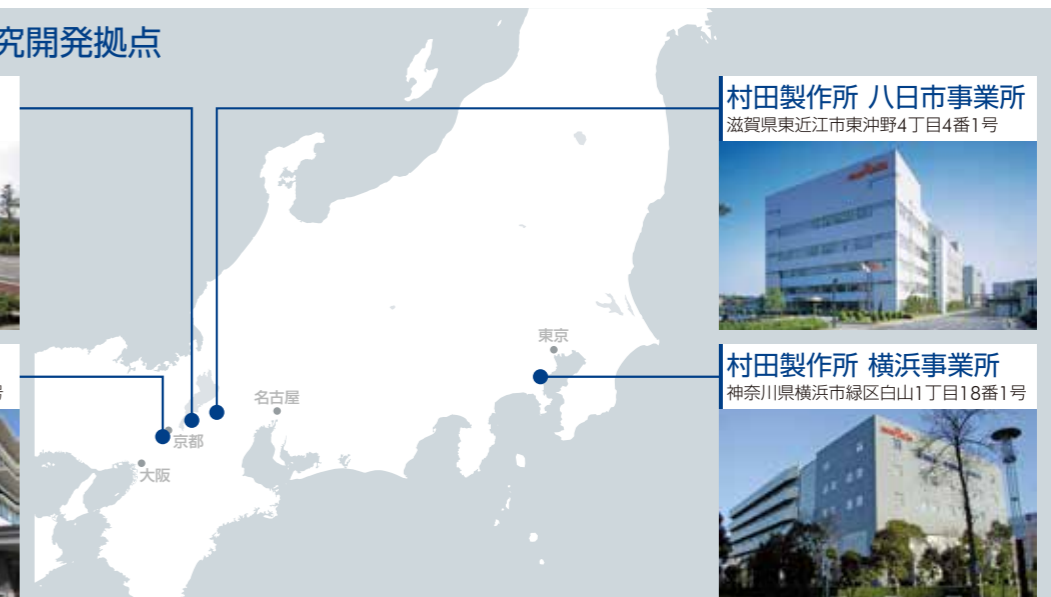 究開発拠点
村田製作所 八日市事業所
滋賀県東近江市東沖野4丁目4番1号
東京
村田製作所 横浜事業所
神奈川県横浜市緑区白山1丁目18番1号
号
名古屋
京都
大阪
muRata
muRata